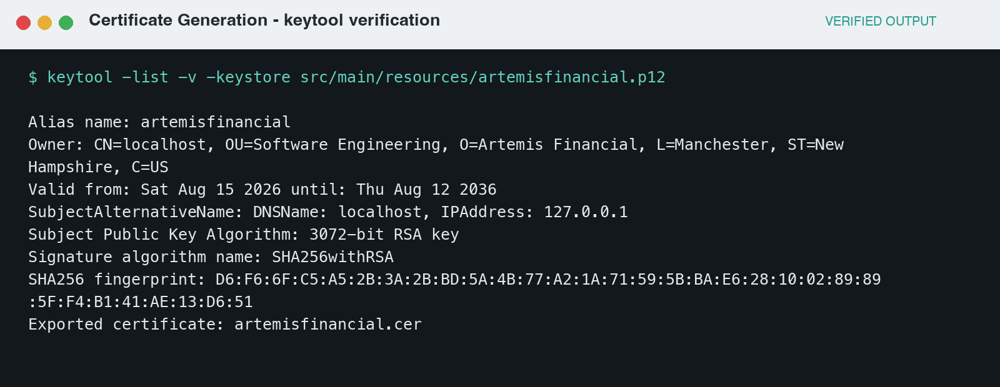 Certificate Generation - keytool verification
VERIFIED OUTPUT
$ keytool -list -v -keystore src/main/resources/artemisfinancial.p12
Alias name: artemisfinancial
Owner: CN=localhost, OU=Software Engineering, O=Artemis Financial, L=Manchester, ST=New
Hampshire, C=US
Valid from: Sat Aug 15 2026 until: Thu Aug 12 2036
SubjectAlternativeName: DNSName: localhost, IPAddress: 127.0.0.1
Subject Public Key Algorithm: 3072-bit RSA key
Signature algorithm name: SHA256withRSA
SHA256 fingerprint: D6:F6:6F:C5:A5:2B:3A:2B:BD:5A:4B:77:A2:1A:71:59:5B:BA:E6:28:10:02:89:89
:5F:F4:B1:41:AE:13:D6:51
Exported certificate: artemisfinancial.cer